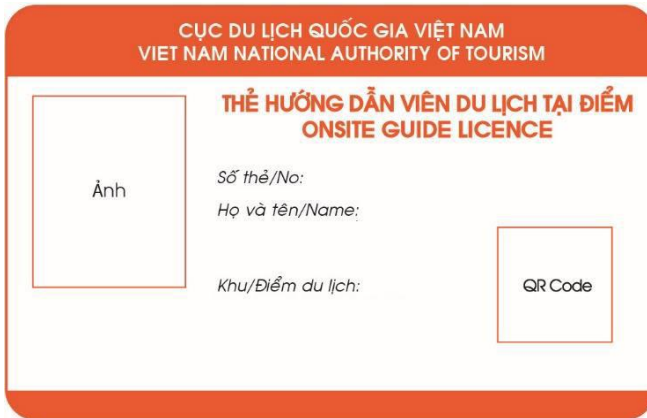 CỤC DU LỊCH QUỐC GIA VIỆT NAM
VIET NAM NATIONAL AUTHORITY OF TOURISM
THẺ HƯỚNG DẪN VIÊN DU LỊCH TẠI ĐIỂM
ONSITE GUIDE LICENCE
Ảnh
Số thẻ/No:
Họ và tên/Name:
Khu/Điểm du lịch:
QR Code